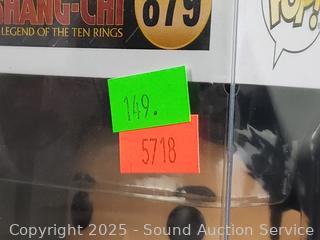 SHANG-CHI
LEGEND OF THE TEN RINGS
879
POP!
149.
5718
Copyright © 2025 - Sound Auction Service